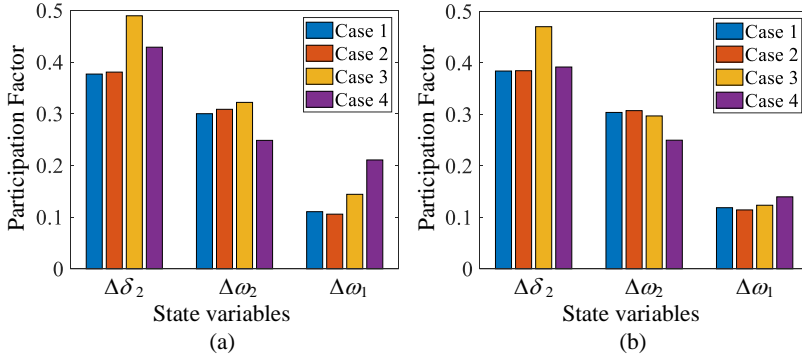 0.5
0.4
0.3
0.2
0.1
0
Participation Factor
Case 1
Case 2
Case 3
Case 4
Δδ₂ Δω₂ Δω₁
State variables
(a)
0.5
0.4
0.3
0.2
0.1
0
Participation Factor
Case 1
Case 2
Case 3
Case 4
Δδ₂ Δω₂ Δω₁
State variables
(b)